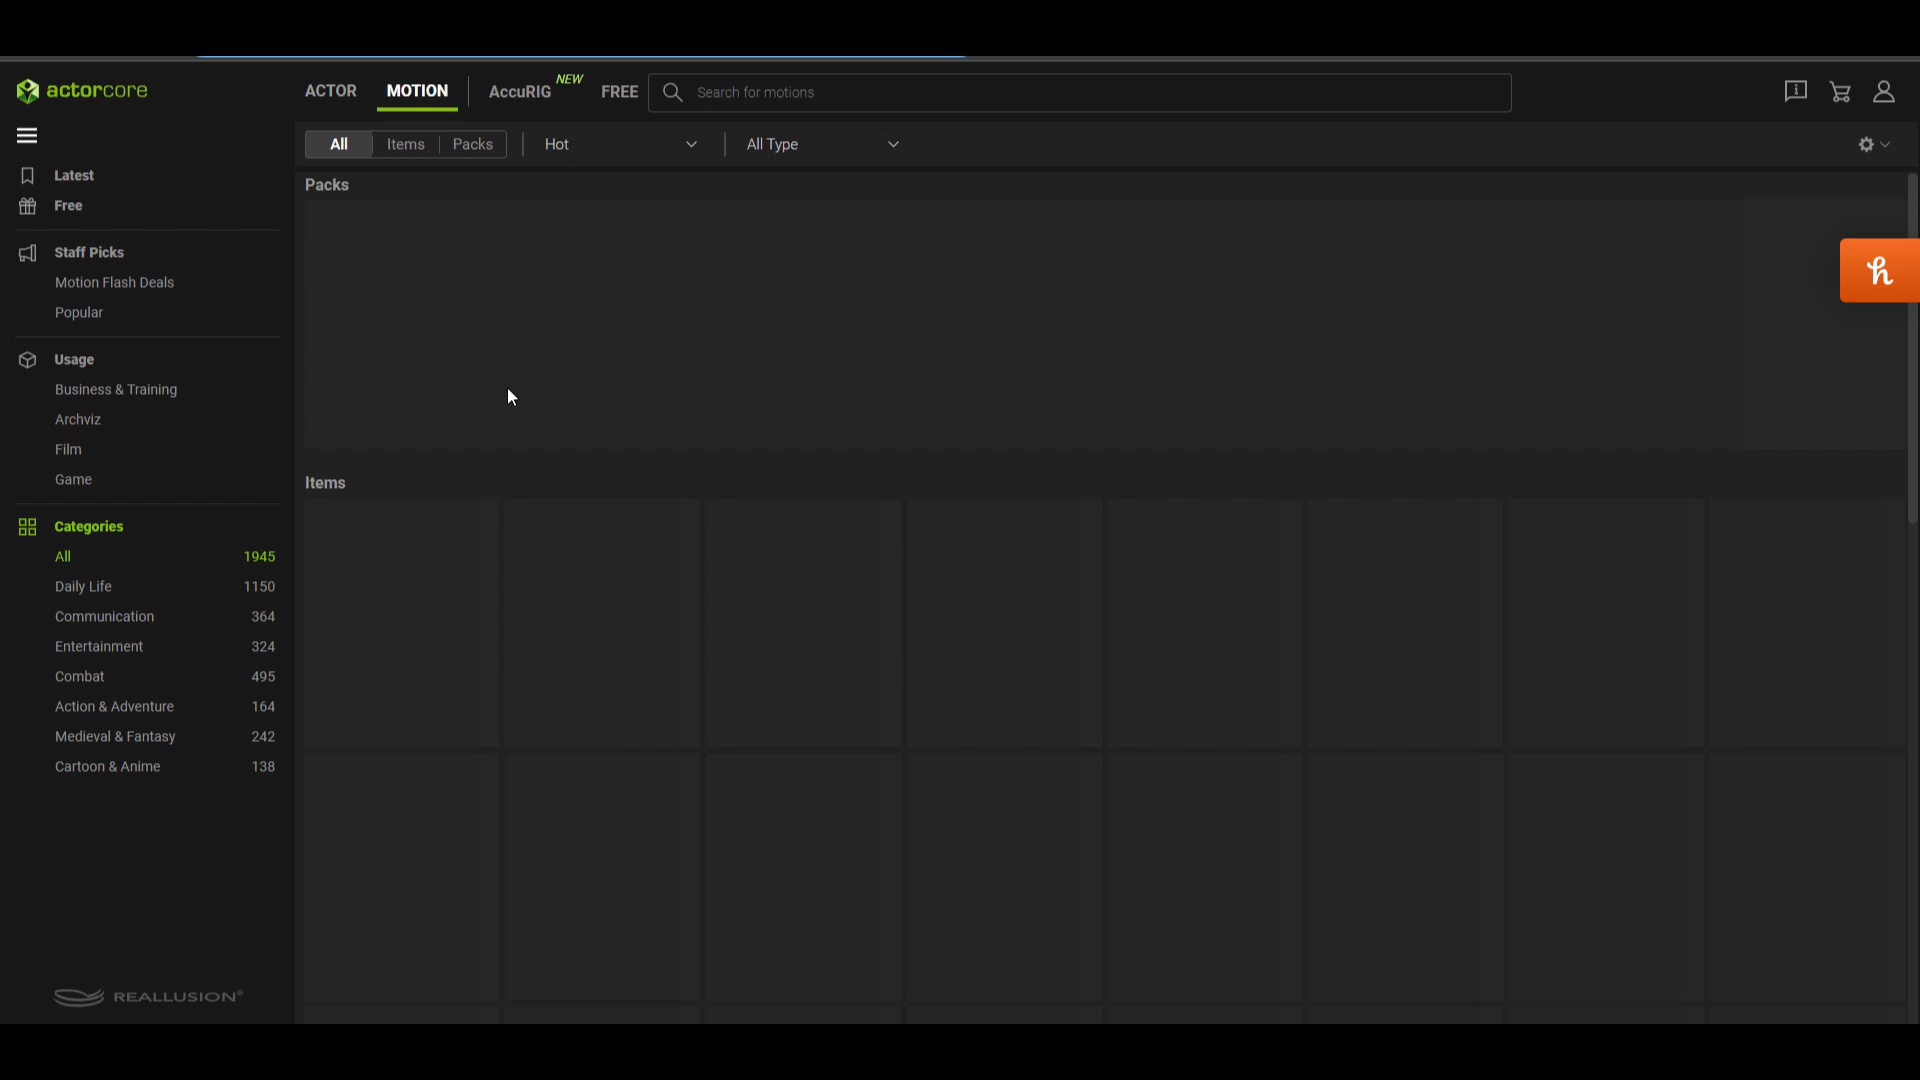 actorcore
ACTOR
MOTION
AccuRIG
NEW
FREE
Search for motions
All
Items
Packs
Hot
All Type
Latest
Free
Staff Picks
Motion Flash Deals
Popular
Usage
Business & Training
Archviz
Film
Game
Categories
All 1945
Daily Life 1150
Communication 364
Entertainment 324
Combat 495
Action & Adventure 164
Medieval & Fantasy 242
Cartoon & Anime 138
REALLUSION®
Packs
Items
h